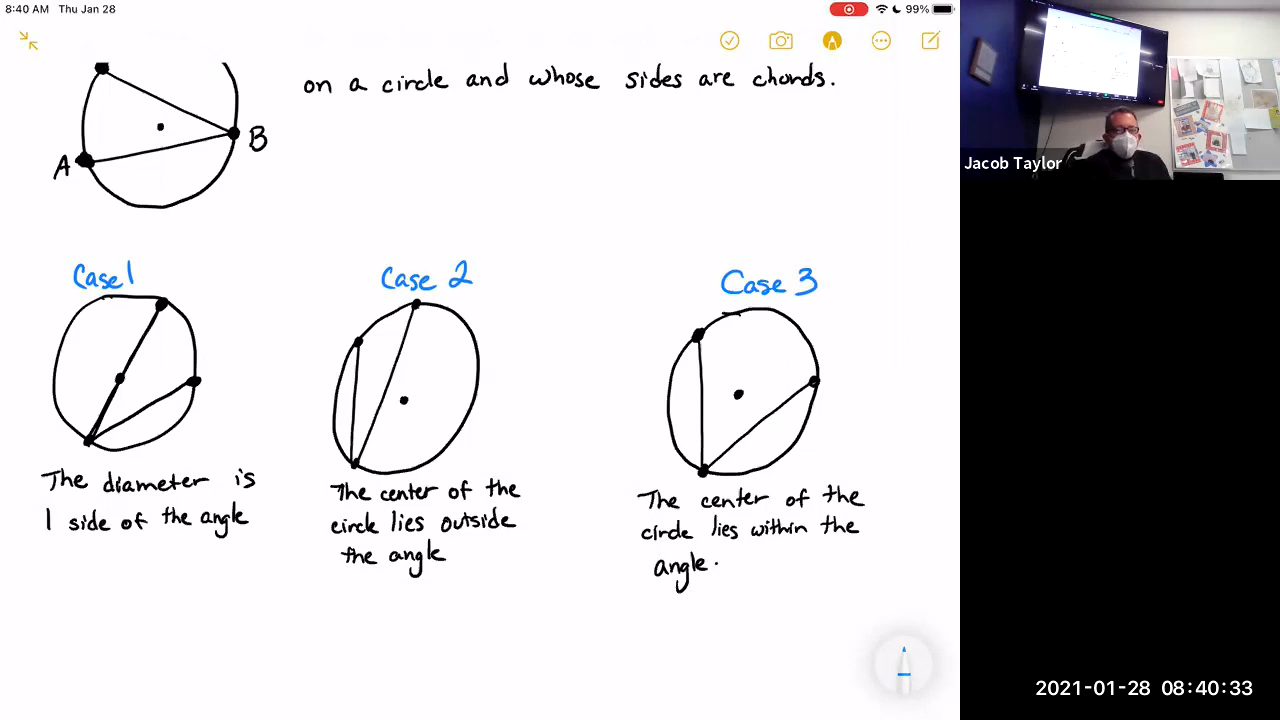 8:40 AM Thu Jan 28
99%
on a circle and whose sides are chords.
A
B
Jacob Taylor
Case 1
Case 2
Case 3
The diameter is
1 side of the angle
The center of the
circle lies outside
the angle
The center of the
circle lies within the
angle.
2021-01-28 08:40:33